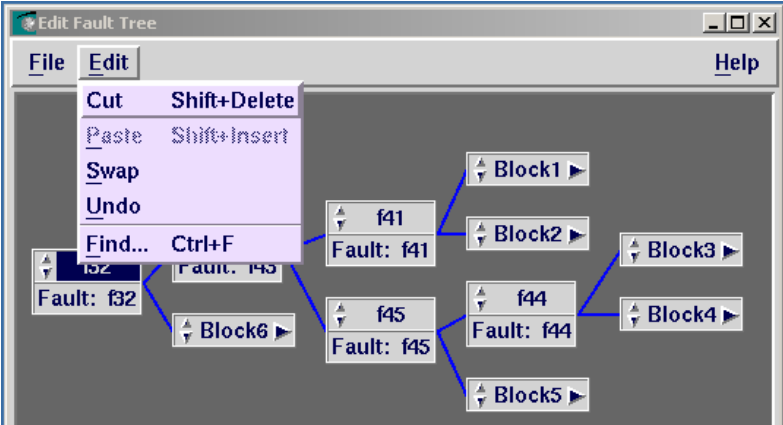 Edit Fault Tree
File Edit Help
Cut Shift+Delete
Paste Shift+Insert
Swap
Undo
Find... Ctrl+F
Block1
f41
Fault: f41
Block2
Block3
f32
Fault: f43
Fault: f32
f44
Fault: f44
Block4
f45
Fault: f45
Block6
Block5